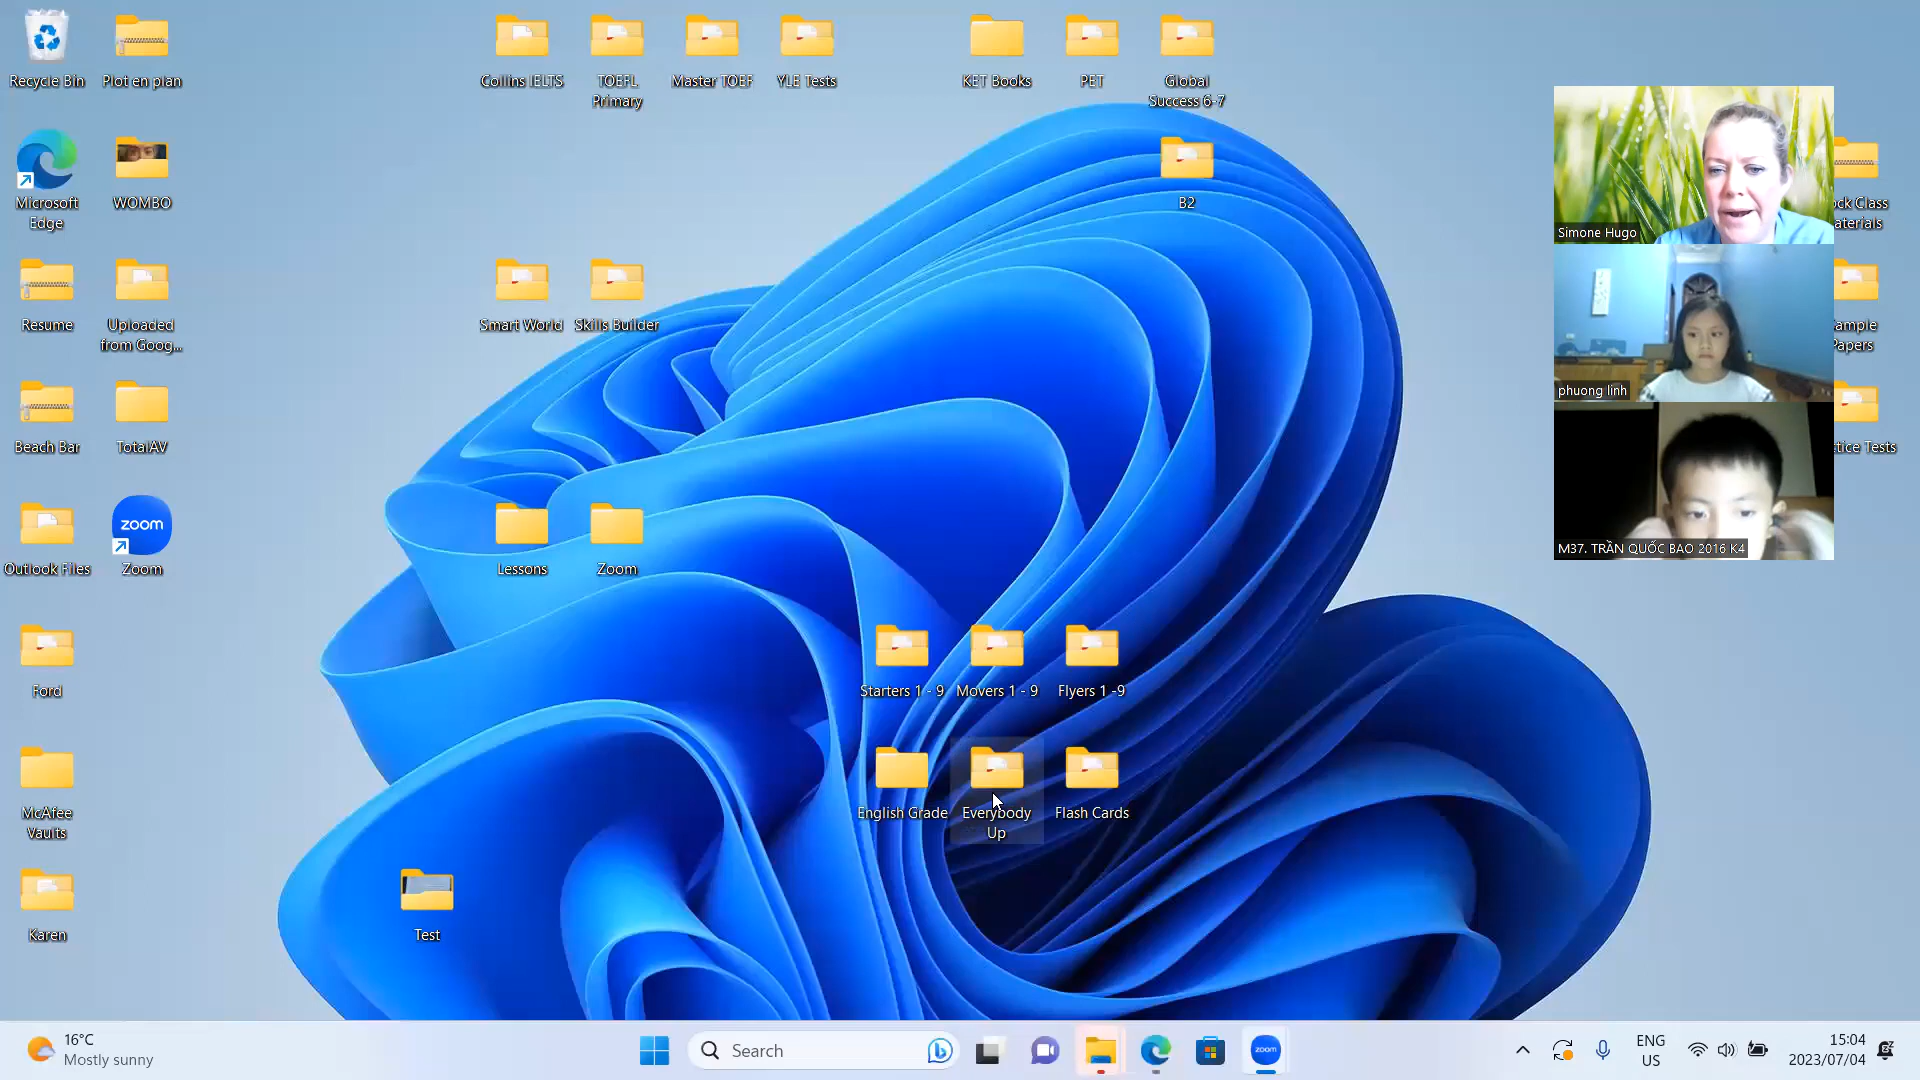 Recycle Bin
Plot en plan
Collins IELTS
TOEFL
Primary
Master TOEF
YLE Tests
KET Books
PET
Global
Success 6-7
Microsoft
Edge
WOMBO
B2
Simone Hugo
ock Class
aterials
Resume
Uploaded
from Goog...
Smart World
Skills Builder
ample
Papers
phuong linh
Beach Bar
TotalAV
tice Tests
Outlook Files
zoom
Zoom
Lessons
Zoom
M37. TRẦN QUỐC BAO 2016 K4
Ford
Starters 1 - 9
Movers 1 - 9
Flyers 1 -9
McAfee
Vaults
English Grade
Everybody
Up
Flash Cards
Karen
Test
16°C
Mostly sunny
Search
zoom
ENG
US
15:04
2023/07/04